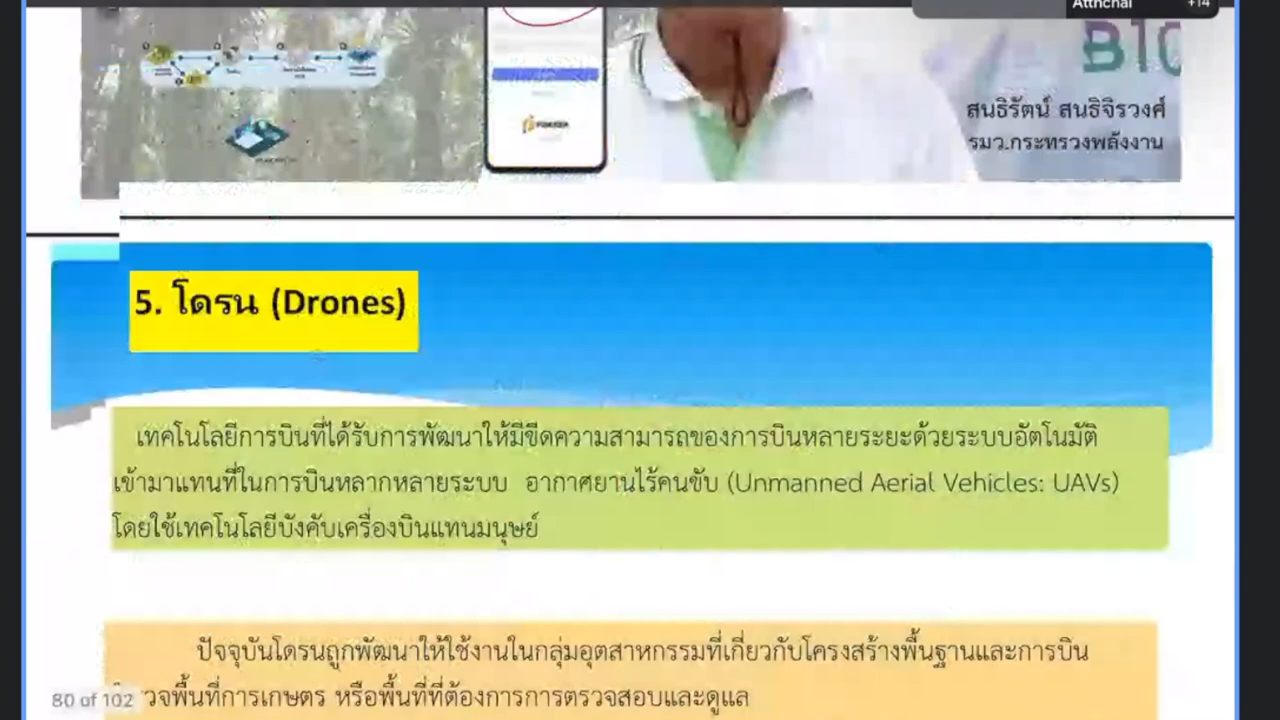 Atthchai
+14
สนธิรัตน์ สนธิจิรวงศ์
รมว.กระทรวงพลังงาน
5. โดรน (Drones)
เทคโนโลยีการบินที่ได้รับการพัฒนาให้มีขีดความสามารถของการบินหลายระยะด้วยระบบอัตโนมัติ
เข้ามาแทนที่ในการบินหลากหลายระบบ อากาศยานไร้คนขับ (Unmanned Aerial Vehicles: UAVs)
โดยใช้เทคโนโลยีบังคับเครื่องบินแทนมนุษย์
ปัจจุบันโดรนถูกพัฒนาให้ใช้งานในกลุ่มอุตสาหกรรมที่เกี่ยวกับโครงสร้างพื้นฐานและการบิน
วจพื้นที่การเกษตร หรือพื้นที่ที่ต้องการการตรวจสอบและดูแล
80 of 102